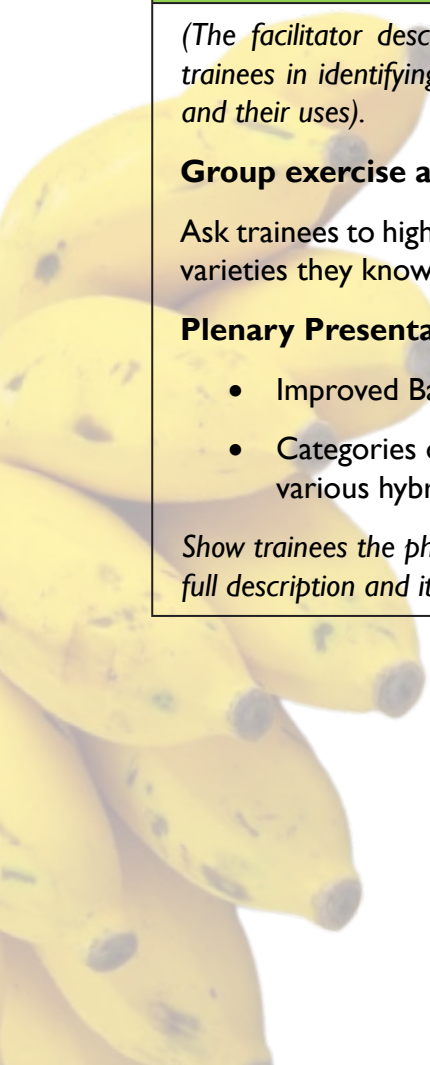 (The facilitator desc
trainees in identifying
and their uses).
Group exercise a
Ask trainees to high
varieties they know
Plenary Presenta
• Improved Ba
• Categories o
various hybr
Show trainees the ph
full description and it